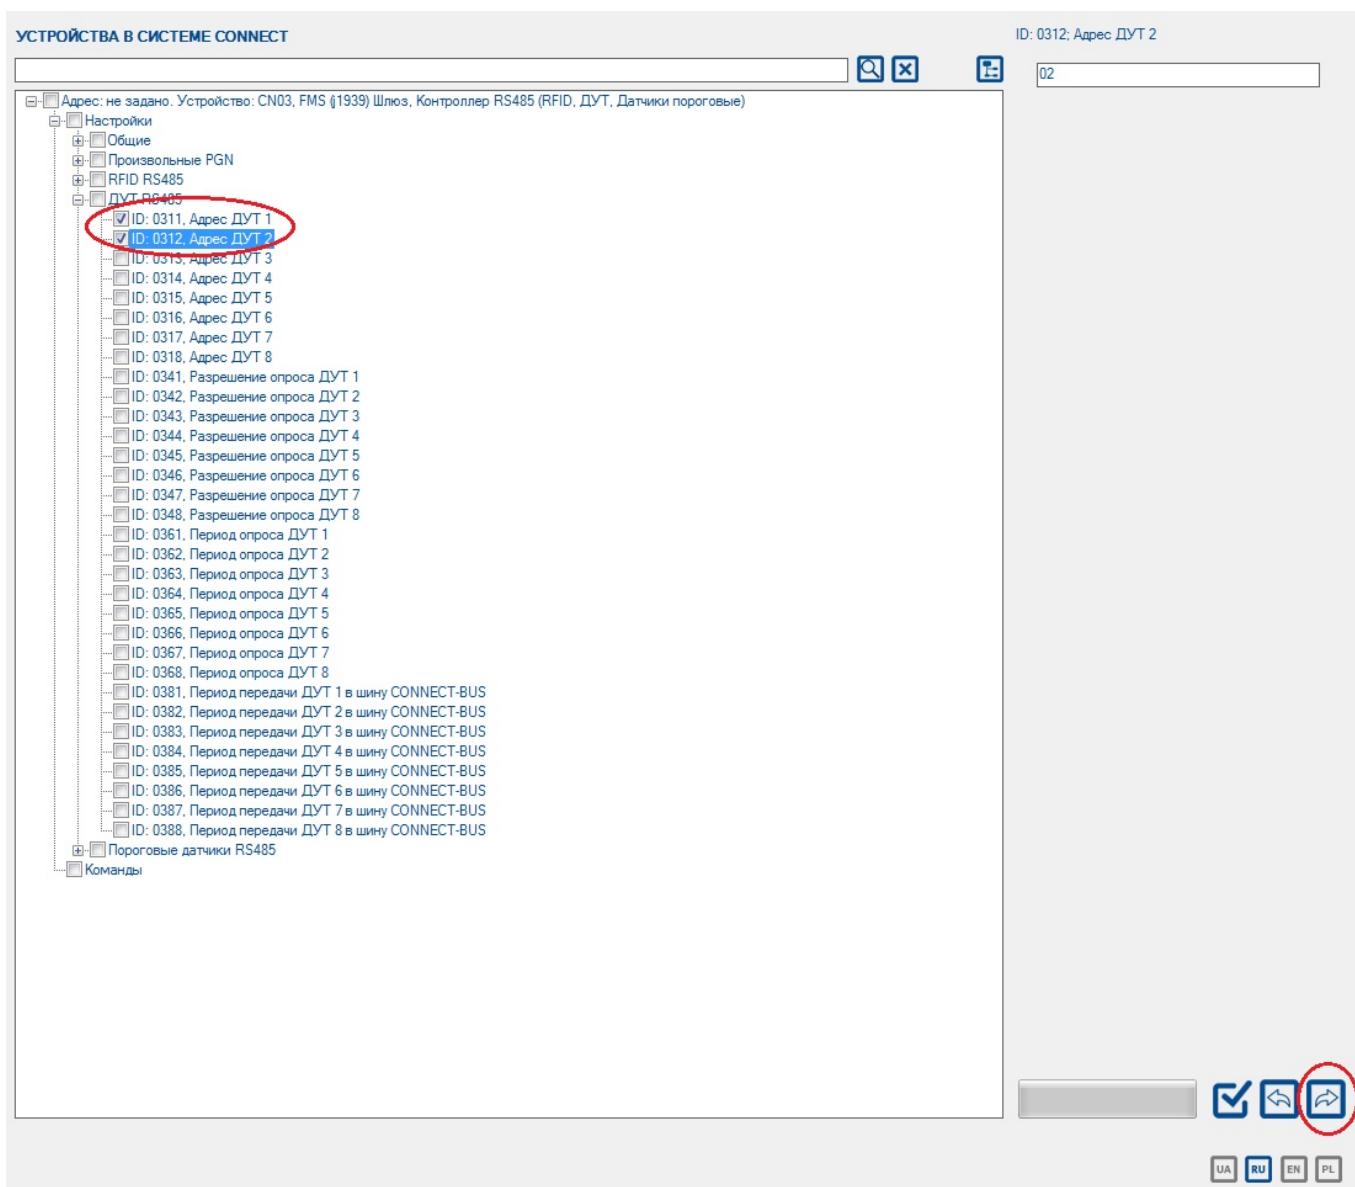 УСТРОЙСТВА В СИСТЕМЕ CONNECT
ID: 0312; Адрес ДУТ 2
02
Адрес: не задано. Устройство: CN03, FMS (j1939) Шлюз, Контроллер RS485 (RFID, ДУТ, Датчики пороговые)
Настройки
Общие
Произвольные PGN
RFID RS485
ДУТ RS485
ID: 0311, Адрес ДУТ 1
ID: 0312, Адрес ДУТ 2
ID: 0313, Адрес ДУТ 3
ID: 0314, Адрес ДУТ 4
ID: 0315, Адрес ДУТ 5
ID: 0316, Адрес ДУТ 6
ID: 0317, Адрес ДУТ 7
ID: 0318, Адрес ДУТ 8
ID: 0341, Разрешение опроса ДУТ 1
ID: 0342, Разрешение опроса ДУТ 2
ID: 0343, Разрешение опроса ДУТ 3
ID: 0344, Разрешение опроса ДУТ 4
ID: 0345, Разрешение опроса ДУТ 5
ID: 0346, Разрешение опроса ДУТ 6
ID: 0347, Разрешение опроса ДУТ 7
ID: 0348, Разрешение опроса ДУТ 8
ID: 0361, Период опроса ДУТ 1
ID: 0362, Период опроса ДУТ 2
ID: 0363, Период опроса ДУТ 3
ID: 0364, Период опроса ДУТ 4
ID: 0365, Период опроса ДУТ 5
ID: 0366, Период опроса ДУТ 6
ID: 0367, Период опроса ДУТ 7
ID: 0368, Период опроса ДУТ 8
ID: 0381, Период передачи ДУТ 1 в шину CONNECT-BUS
ID: 0382, Период передачи ДУТ 2 в шину CONNECT-BUS
ID: 0383, Период передачи ДУТ 3 в шину CONNECT-BUS
ID: 0384, Период передачи ДУТ 4 в шину CONNECT-BUS
ID: 0385, Период передачи ДУТ 5 в шину CONNECT-BUS
ID: 0386, Период передачи ДУТ 6 в шину CONNECT-BUS
ID: 0387, Период передачи ДУТ 7 в шину CONNECT-BUS
ID: 0388, Период передачи ДУТ 8 в шину CONNECT-BUS
Пороговые датчики RS485
Команды
UA RU EN PL